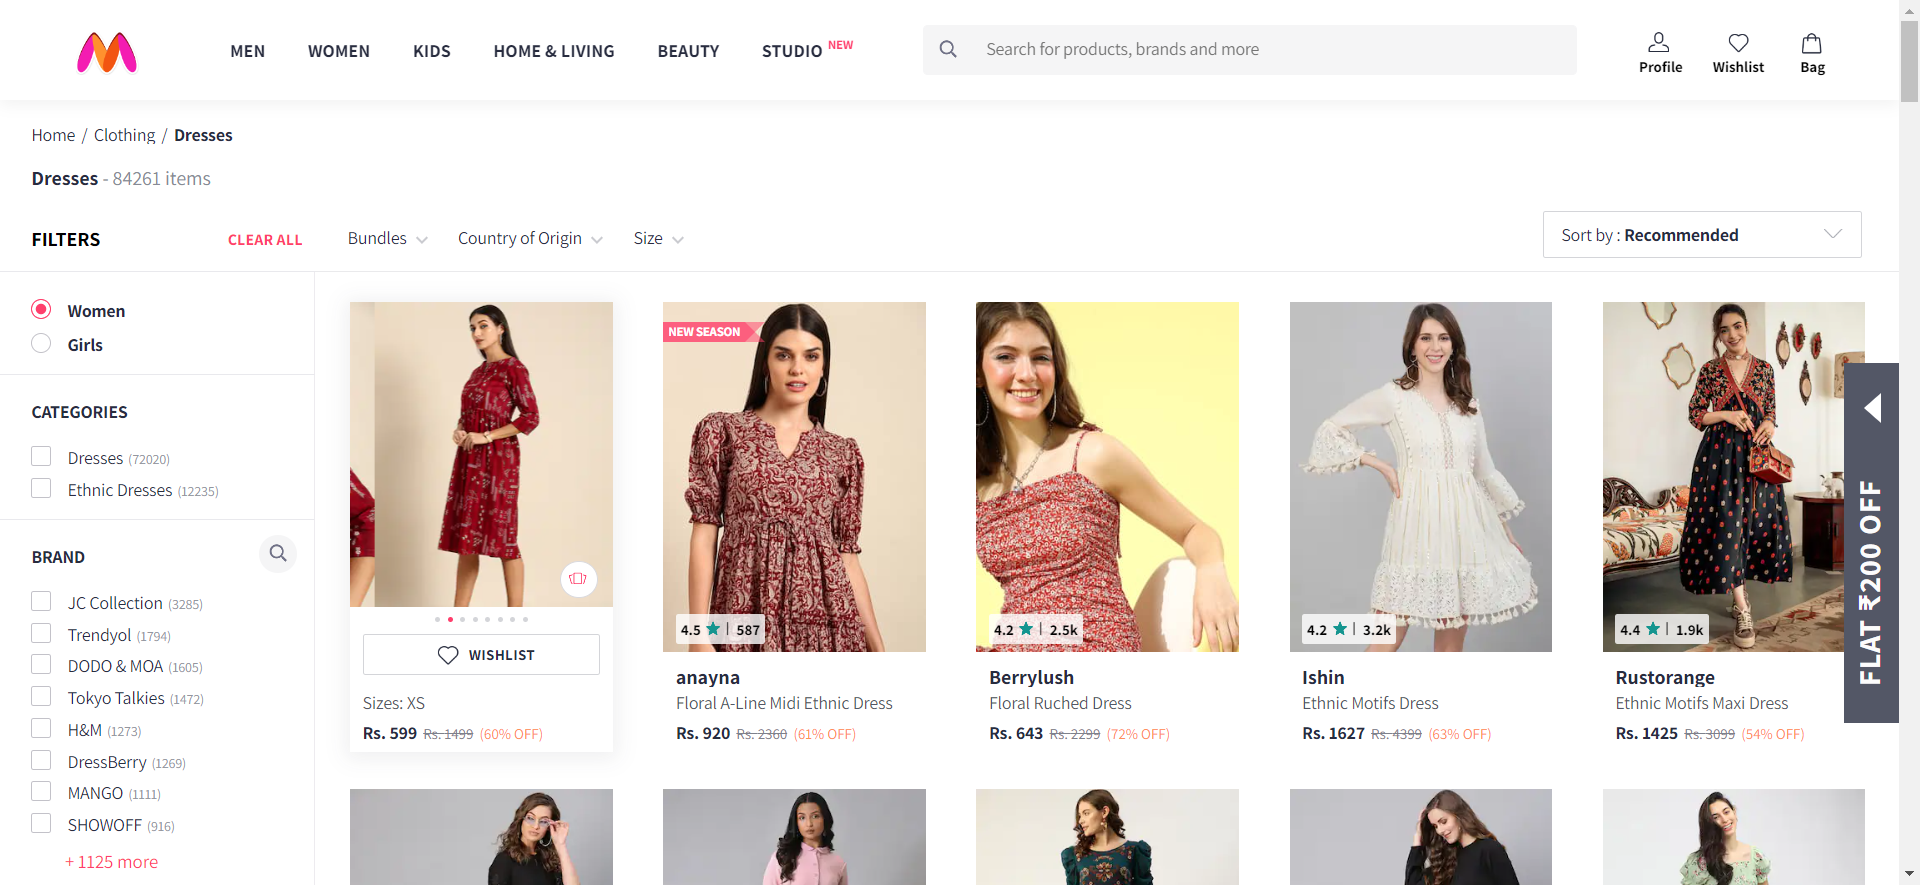 MEN WOMEN KIDS HOME & LIVING BEAUTY STUDIO NEW
Search for products, brands and more
Profile Wishlist Bag
Home / Clothing / Dresses
Dresses - 84261 items
FILTERS CLEAR ALL
Bundles Country of Origin Size
Sort by : Recommended
Women
Girls
CATEGORIES
Dresses (72020)
Ethnic Dresses (12235)
BRAND
JC Collection (3285)
Trendyol (1794)
DODO & MOA (1605)
Tokyo Talkies (1472)
H&M (1273)
DressBerry (1269)
MANGO (1111)
SHOWOFF (916)
+ 1125 more
WISHLIST
Sizes: XS
Rs. 599 Rs. 1499 (60% OFF)
NEW SEASON
4.5 | 587
anayna
Floral A-Line Midi Ethnic Dress
Rs. 920 Rs. 2360 (61% OFF)
4.2 | 2.5k
Berrylush
Floral Ruched Dress
Rs. 643 Rs. 2299 (72% OFF)
4.2 | 3.2k
Ishin
Ethnic Motifs Dress
Rs. 1627 Rs. 4399 (63% OFF)
4.4 | 1.9k
Rustorange
Ethnic Motifs Maxi Dress
Rs. 1425 Rs. 3099 (54% OFF)
FLAT ₹200 OFF